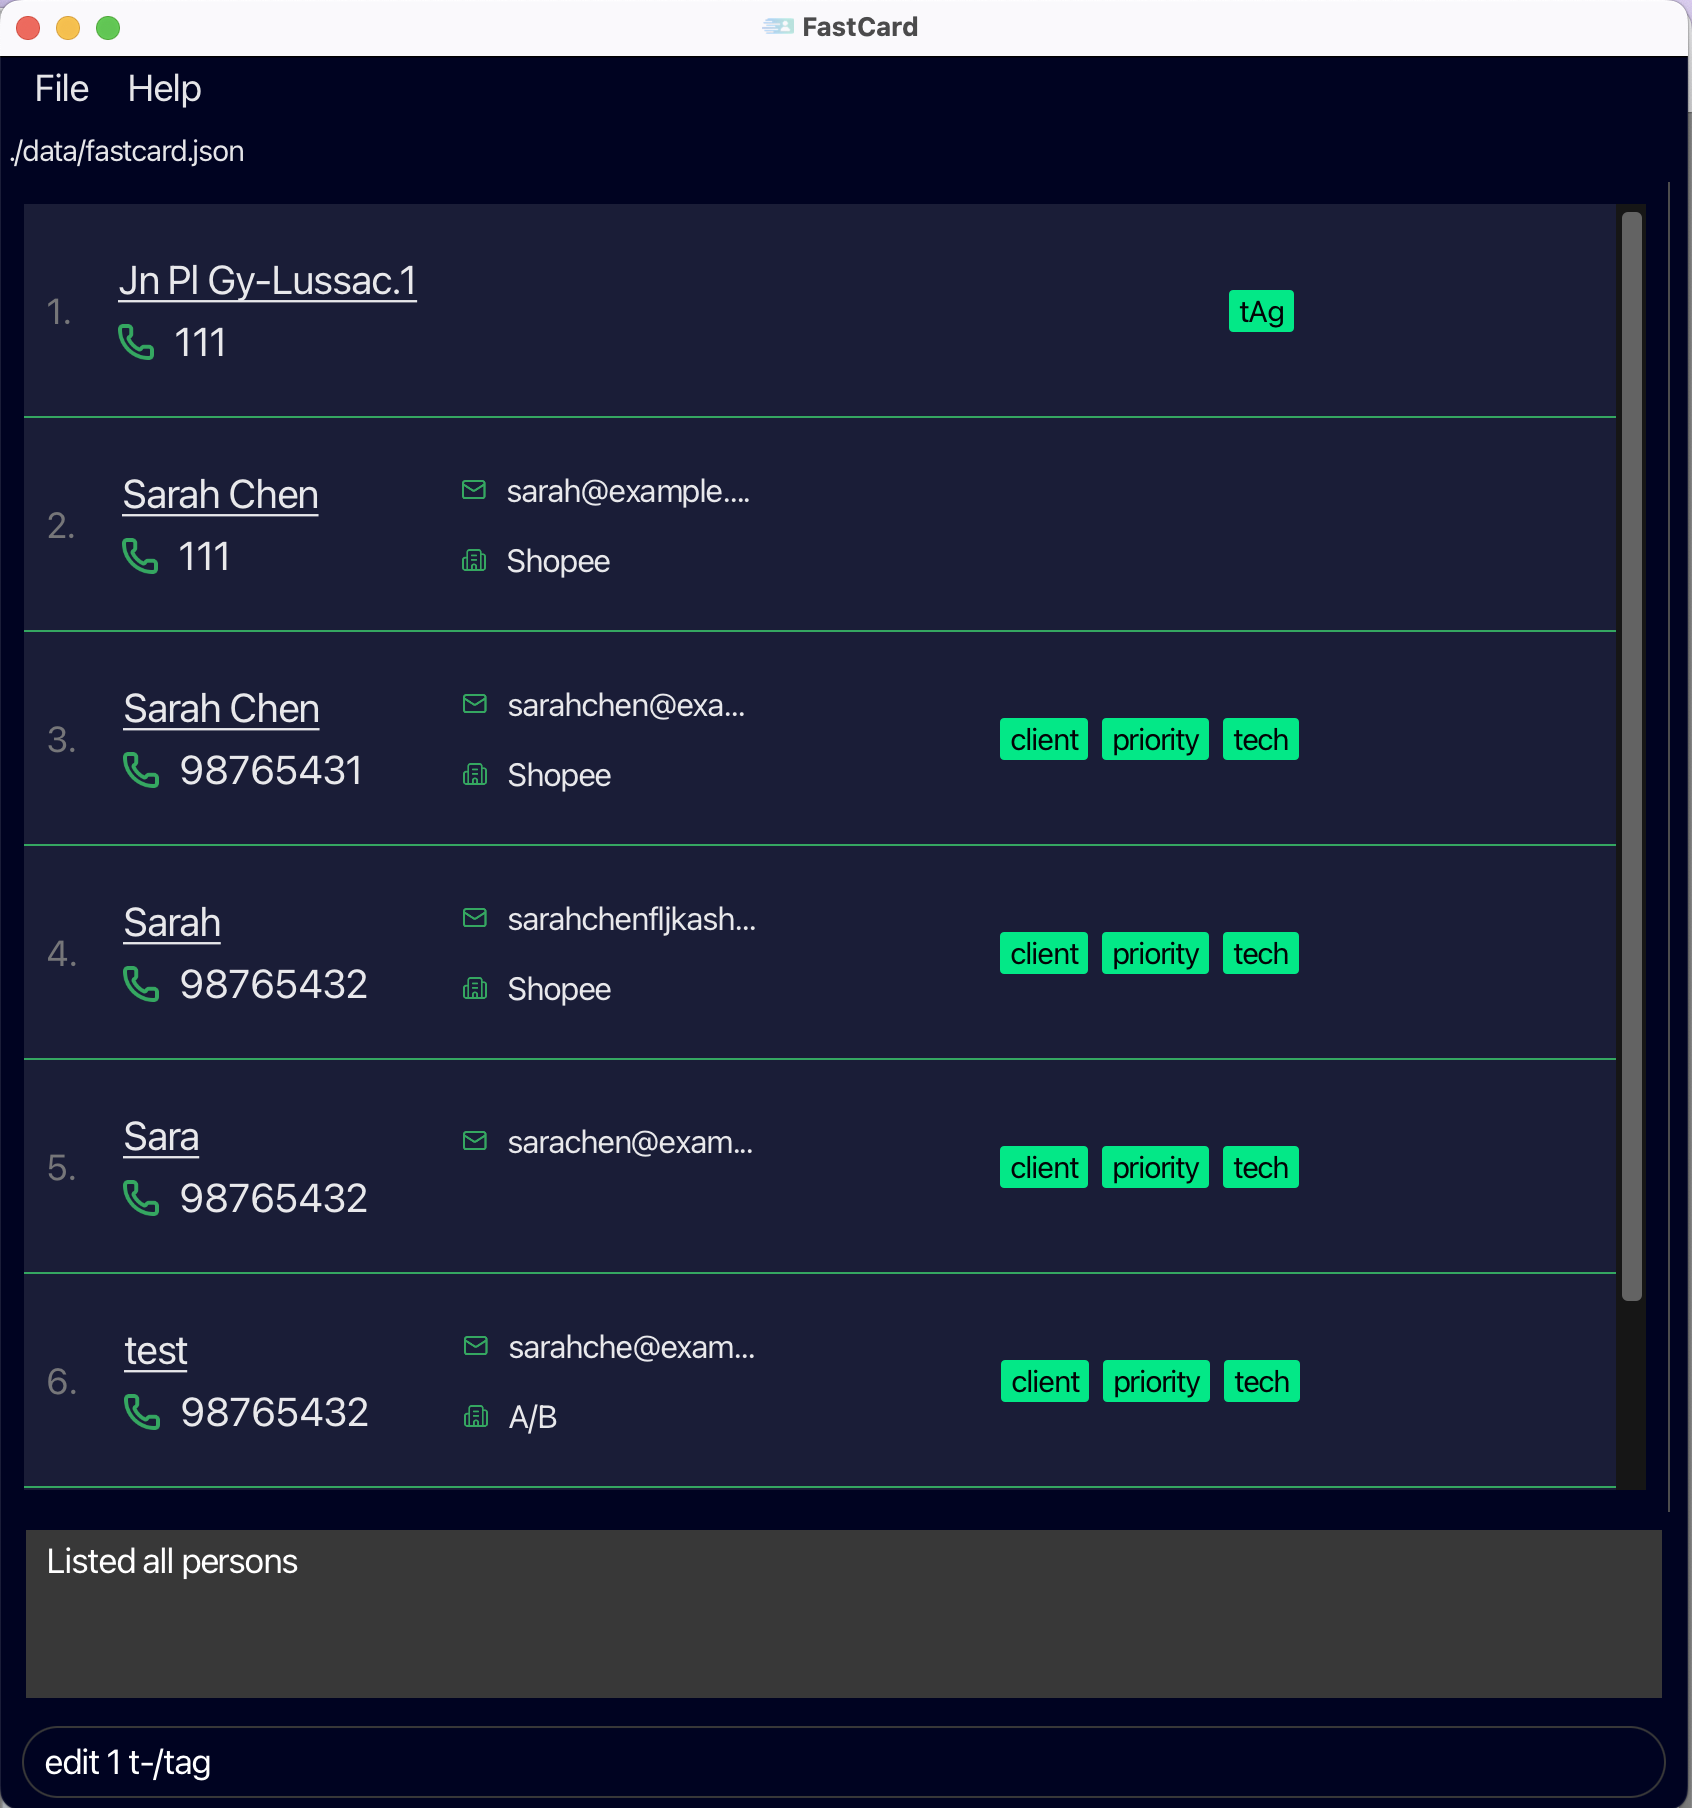 FastCard
File Help
./data/fastcard.json
1.
Jn Pl Gy-Lussac.1
111
tAg
2.
Sarah Chen
111
sarah@example....
Shopee
3.
Sarah Chen
98765431
sarahchen@exa...
Shopee
client priority tech
4.
Sarah
98765432
sarahchenfljkash...
Shopee
client priority tech
5.
Sara
98765432
sarachen@exam...
client priority tech
6.
test
98765432
sarahche@exam...
A/B
client priority tech
Listed all persons
edit 1 t-/tag